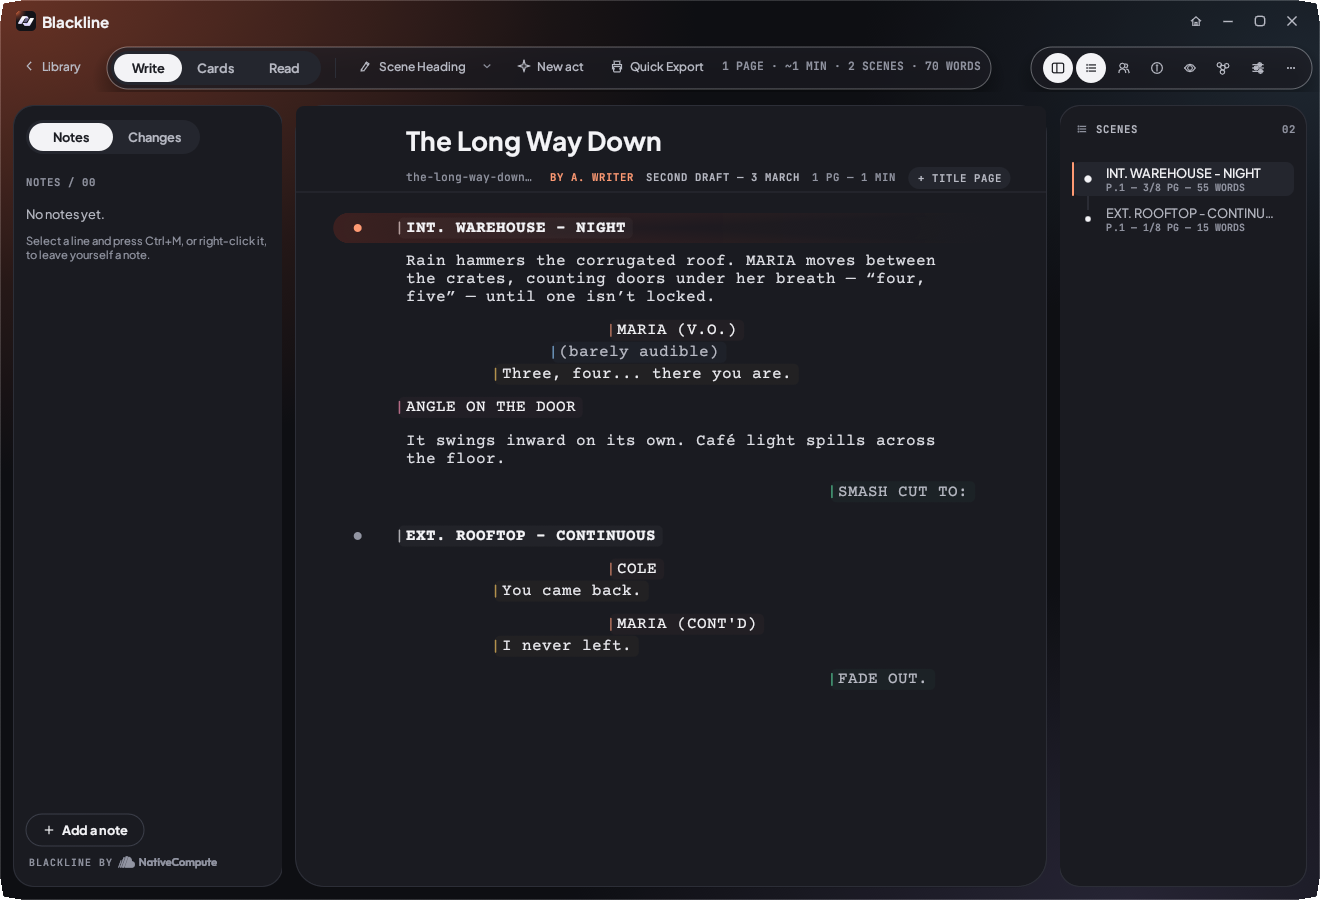 Blackline
Library
Write Cards Read
Scene Heading
New act
Quick Export
1 PAGE · ~1 MIN · 2 SCENES · 70 WORDS
Notes Changes
NOTES / 00
No notes yet.
Select a line and press Ctrl+M, or right-click it,
to leave yourself a note.
+ Add a note
BLACKLINE BY NativeCompute
The Long Way Down
the-long-way-down… BY A. WRITER SECOND DRAFT — 3 MARCH 1 PG — 1 MIN + TITLE PAGE
INT. WAREHOUSE - NIGHT
Rain hammers the corrugated roof. MARIA moves between
the crates, counting doors under her breath — “four,
five” — until one isn’t locked.
MARIA (V.O.)
(barely audible)
Three, four... there you are.
ANGLE ON THE DOOR
It swings inward on its own. Café light spills across
the floor.
SMASH CUT TO:
EXT. ROOFTOP - CONTINUOUS
COLE
You came back.
MARIA (CONT'D)
I never left.
FADE OUT.
SCENES 02
INT. WAREHOUSE - NIGHT
P.1 — 3/8 PG — 55 WORDS
EXT. ROOFTOP - CONTINU…
P.1 — 1/8 PG — 15 WORDS